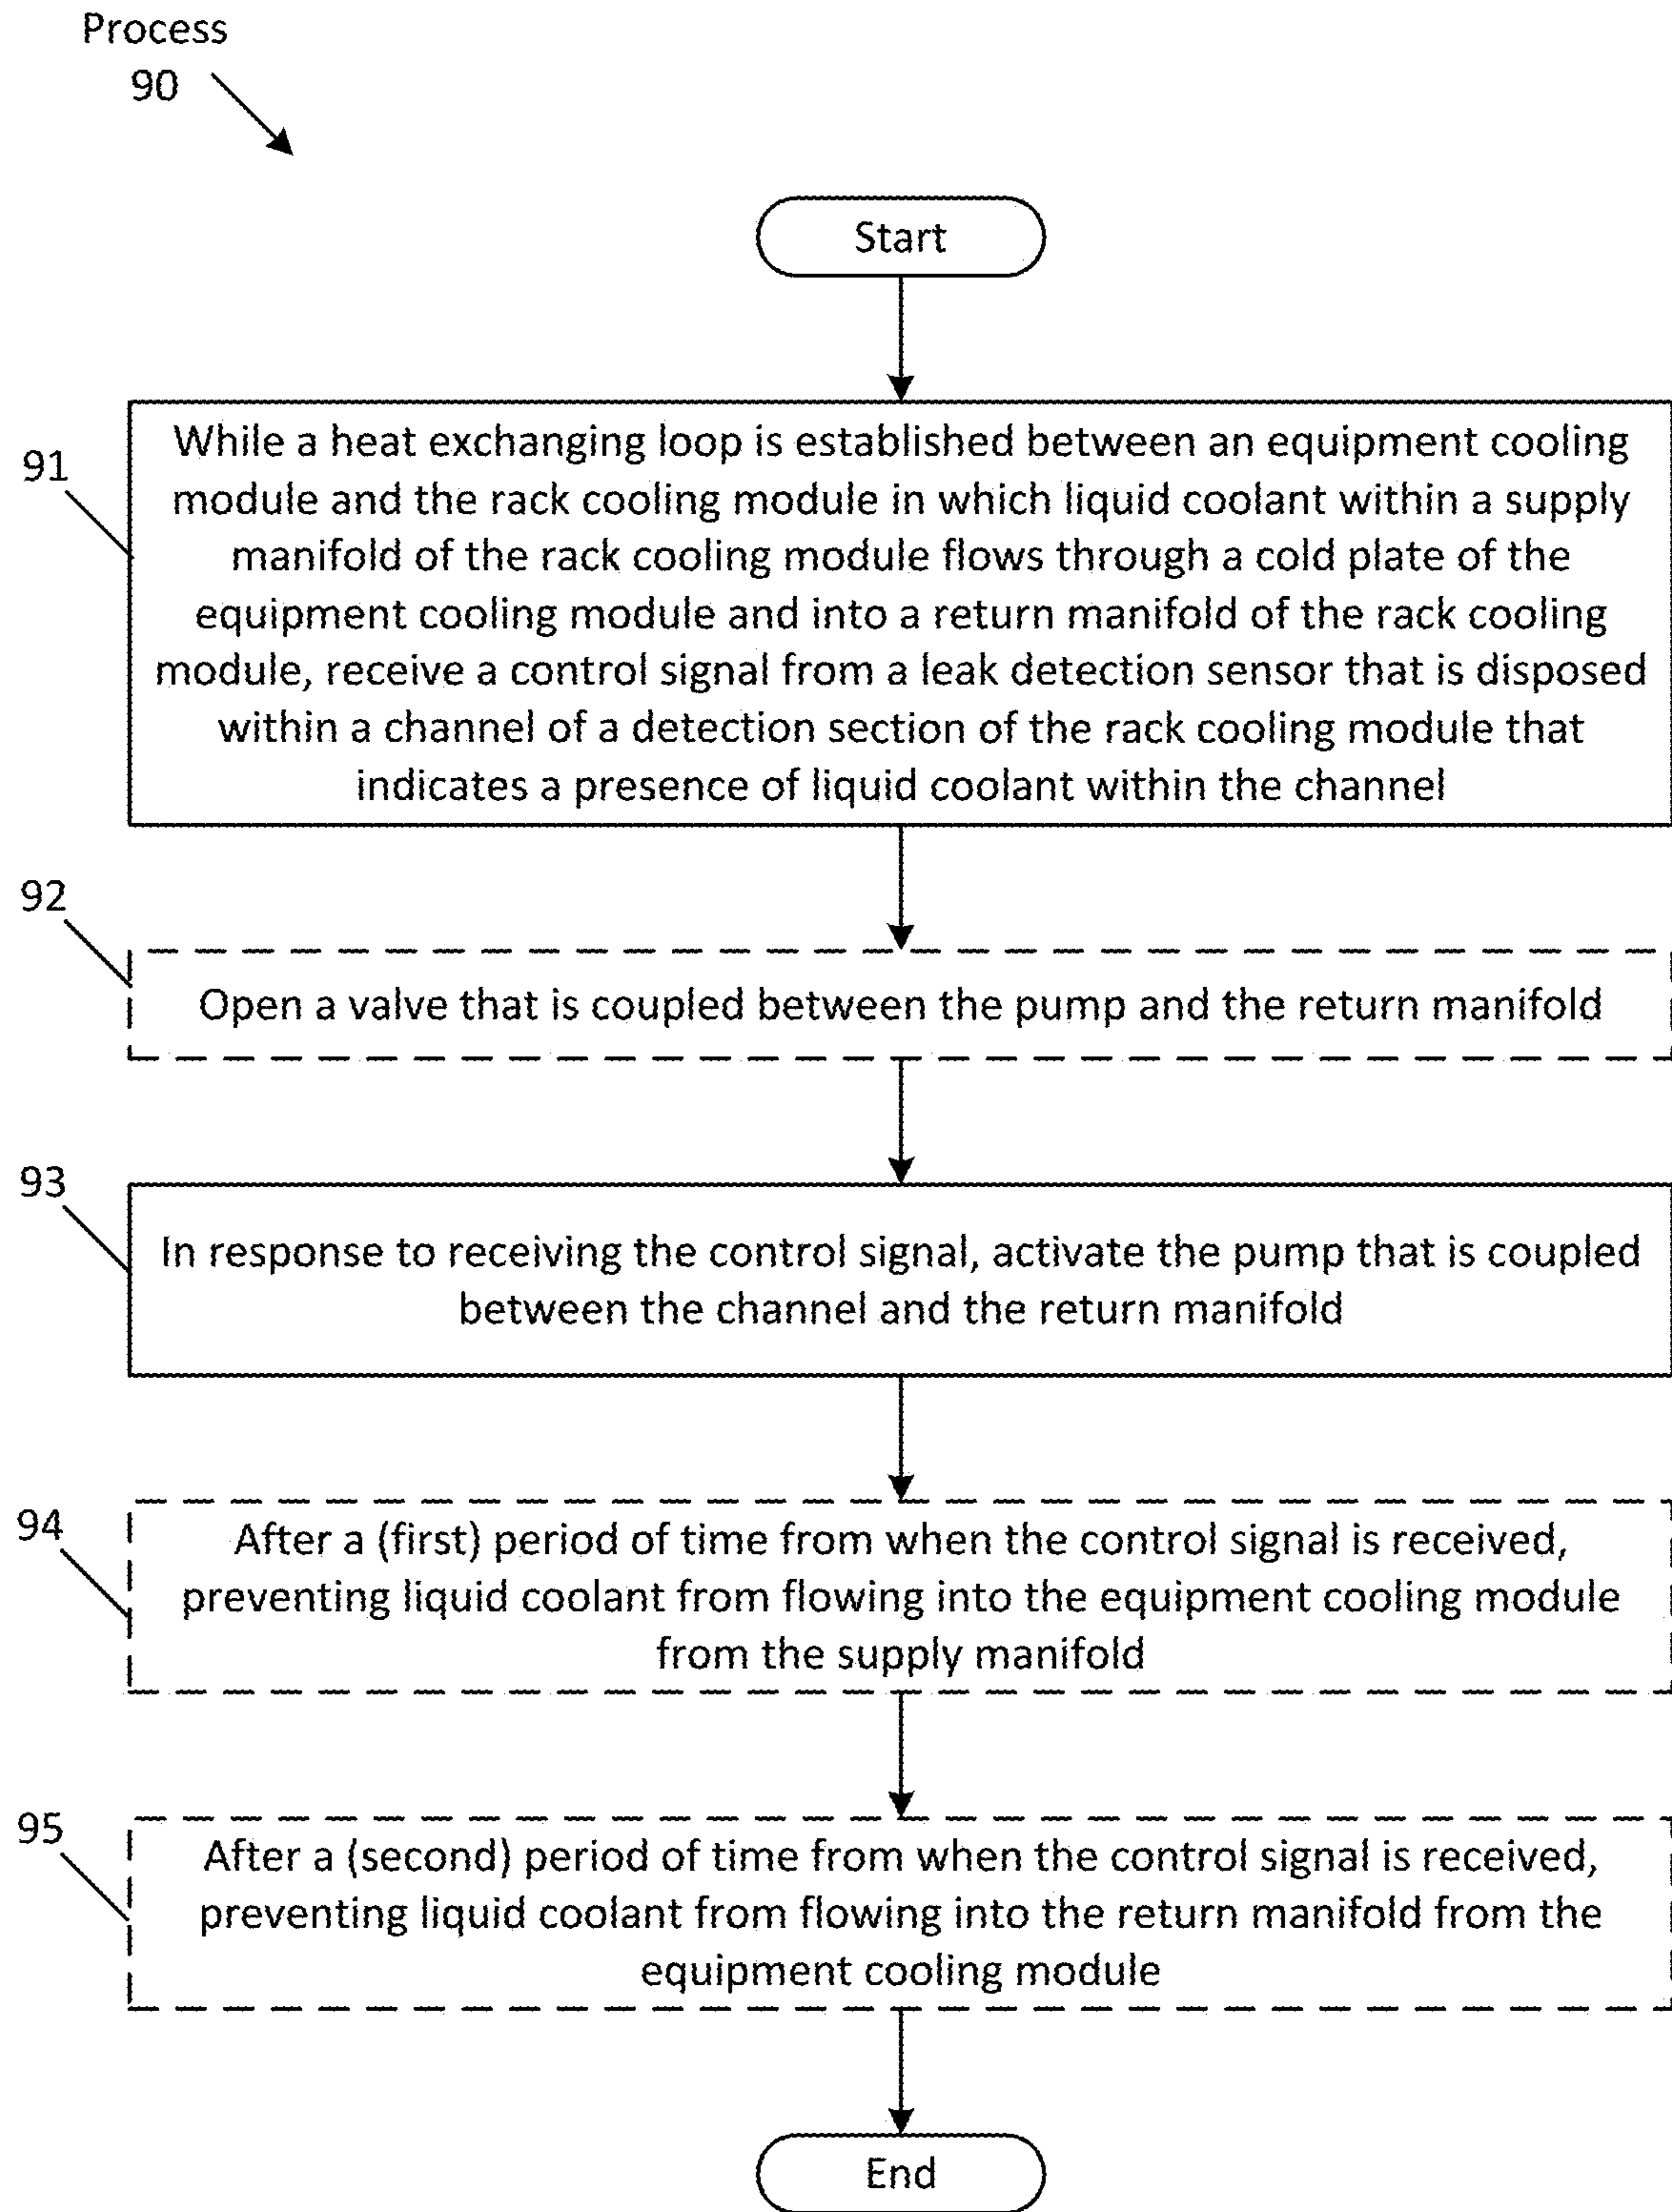 Process
90
Start
91
While a heat exchanging loop is established between an equipment cooling
module and the rack cooling module in which liquid coolant within a supply
manifold of the rack cooling module flows through a cold plate of the
equipment cooling module and into a return manifold of the rack cooling
module, receive a control signal from a leak detection sensor that is disposed
within a channel of a detection section of the rack cooling module that
indicates a presence of liquid coolant within the channel
92
Open a valve that is coupled between the pump and the return manifold
93
In response to receiving the control signal, activate the pump that is coupled
between the channel and the return manifold
94
After a (first) period of time from when the control signal is received,
preventing liquid coolant from flowing into the equipment cooling module
from the supply manifold
95
After a (second) period of time from when the control signal is received,
preventing liquid coolant from flowing into the return manifold from the
equipment cooling module
End